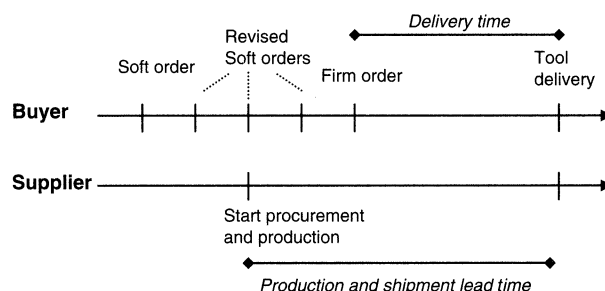 Delivery time
Revised
Soft orders
Soft order
Firm order
Tool
delivery
Buyer
Supplier
Start procurement
and production
Production and shipment lead time